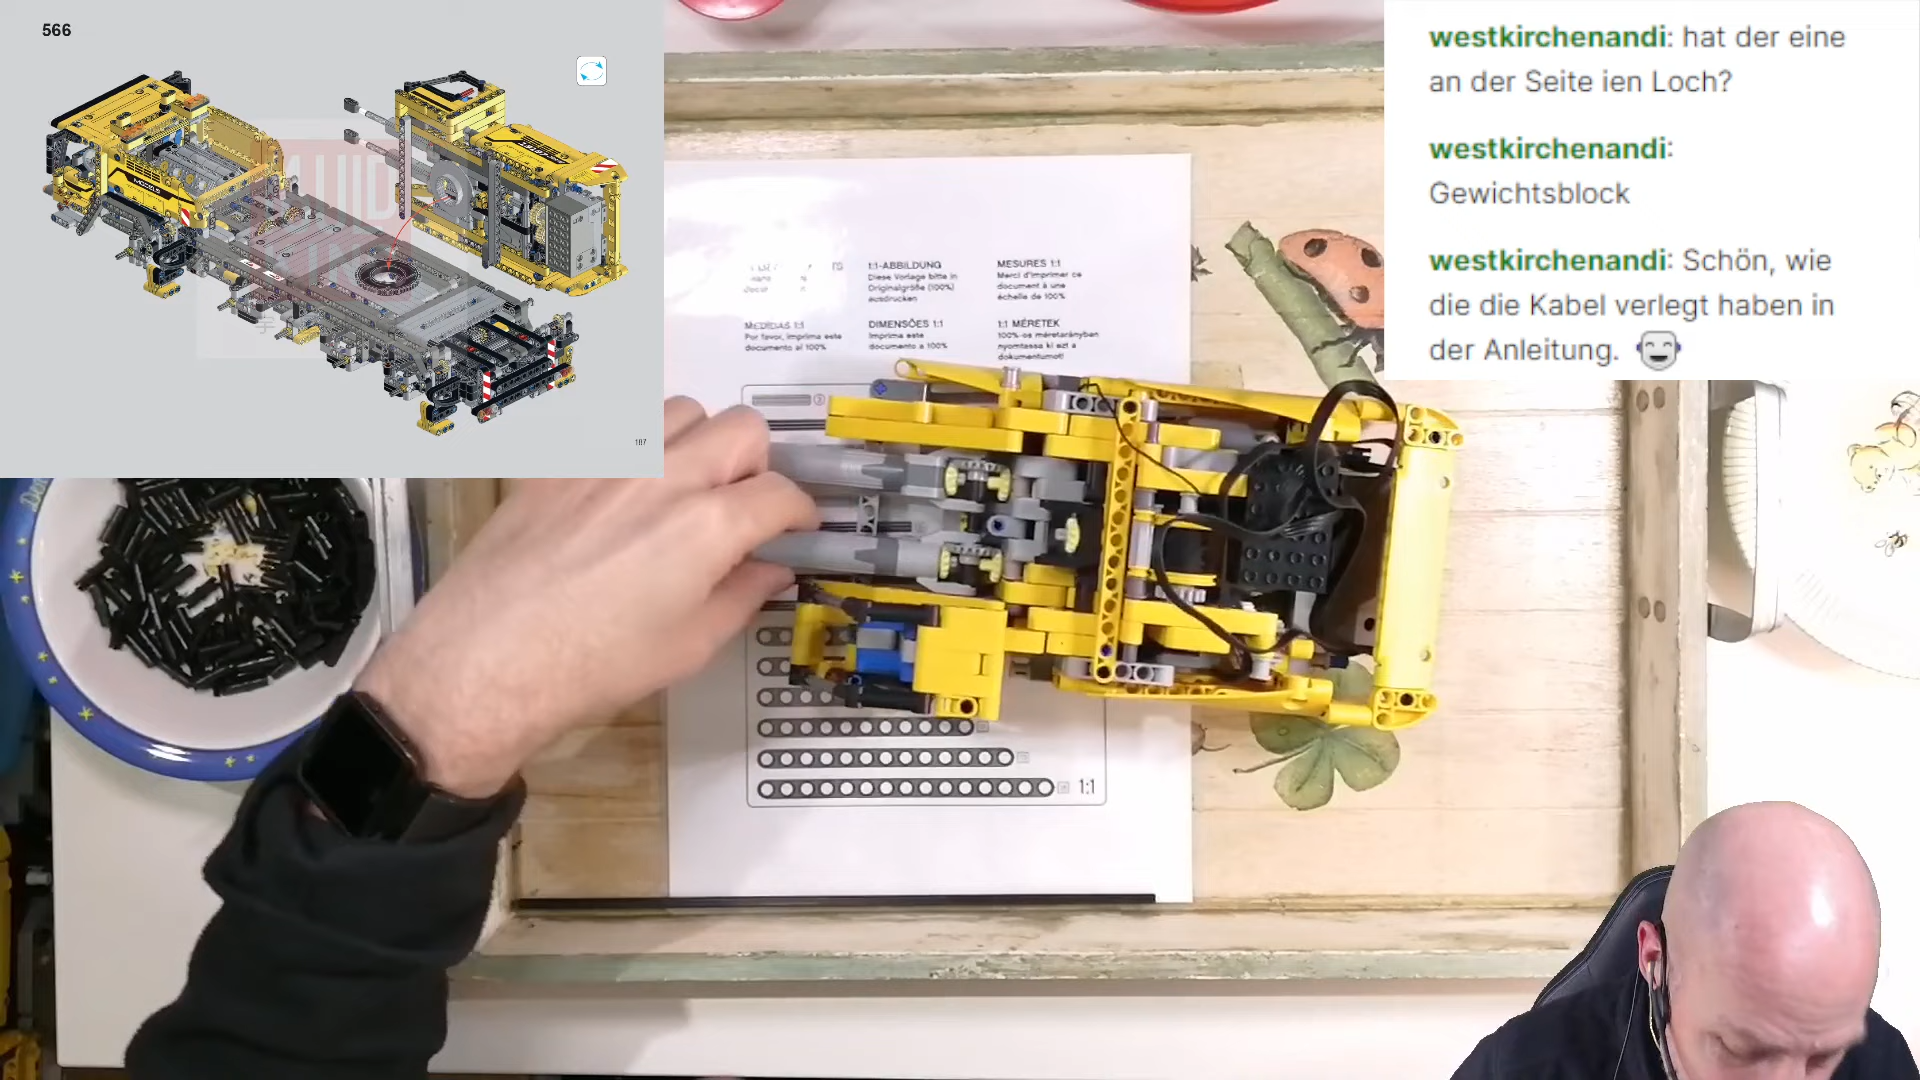 566
187
westkirchenandi: hat der eine
an der Seite ien Loch?
westkirchenandi:
Gewichtsblock
westkirchenandi: Schön, wie
die die Kabel verlegt haben in
der Anleitung.
1:1-ABBILDUNG
Diese Vorlage bitte in
Originalgröße (100%)
ausdrucken
MESURES 1:1
Merci d'imprimer ce
document à une
échelle de 100%
MEDIDAS 1:1
Por favor, imprima este
documento al 100%
DIMENSÕES 1:1
Imprima este
documento a 100%
1:1 MÉRETEK
100%-os méretarányban
nyomtassa ki ezt a
dokumentumot!
1:1